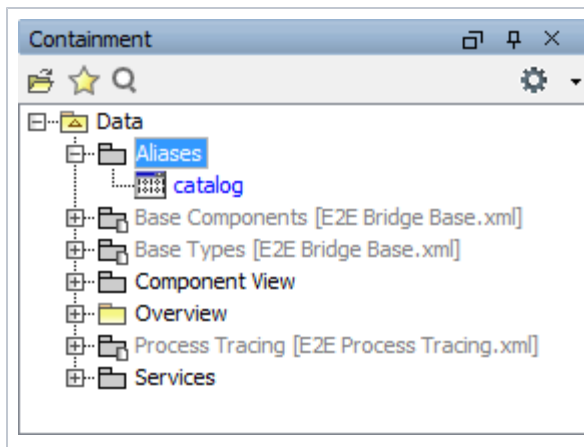 Containment
Data
Aliases
catalog
Base Components [E2E Bridge Base.xml]
Base Types [E2E Bridge Base.xml]
Component View
Overview
Process Tracing [E2E Process Tracing.xml]
Services